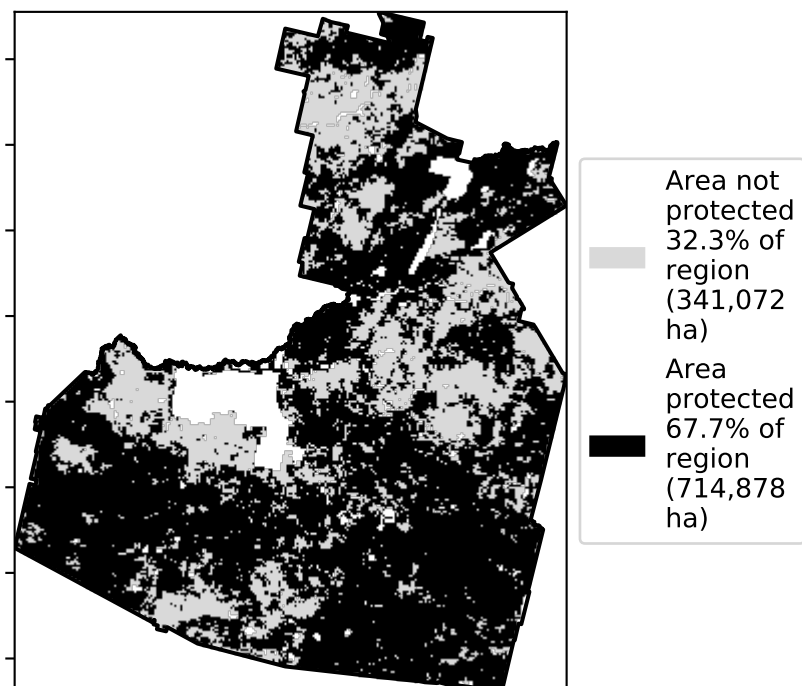 Area not
protected
32.3% of
region
(341,072
ha)
Area
protected
67.7% of
region
(714,878
ha)